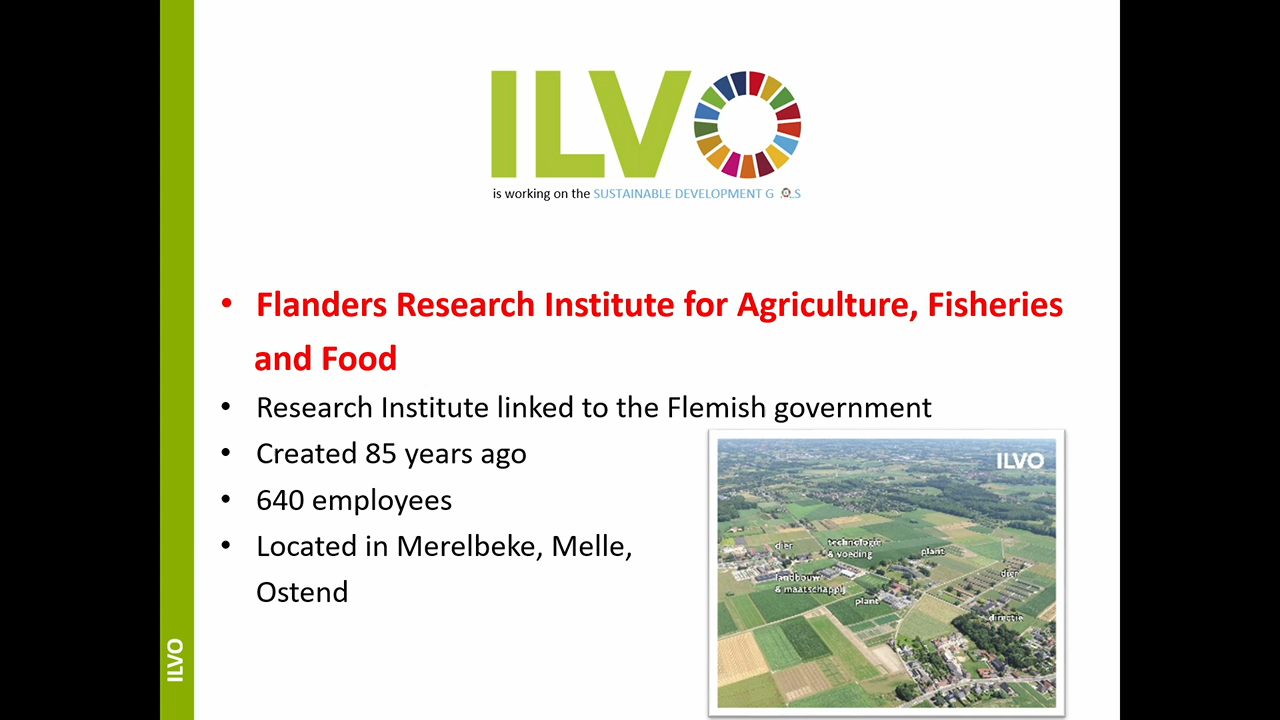 ILVO
is working on the SUSTAINABLE DEVELOPMENT G ALS
• Flanders Research Institute for Agriculture, Fisheries
and Food
• Research Institute linked to the Flemish government
• Created 85 years ago
• 640 employees
• Located in Merelbeke, Melle,
Ostend
ILVO
dier
technologie
& voeding
plant
landbouw
& maatschappij
dier
plant
directie
ILVO